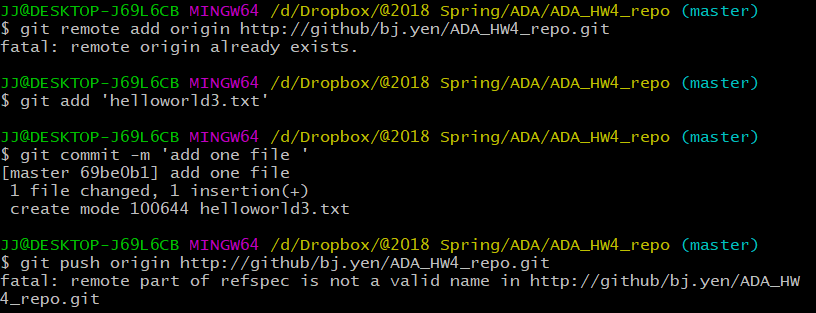 JJ@DESKTOP-J69L6CB MINGW64 /d/Dropbox/@2018 Spring/ADA/ADA_HW4_repo (master)
$ git remote add origin http://github/bj.yen/ADA_HW4_repo.git
fatal: remote origin already exists.
JJ@DESKTOP-J69L6CB MINGW64 /d/Dropbox/@2018 Spring/ADA/ADA_HW4_repo (master)
$ git add 'helloworld3.txt'
JJ@DESKTOP-J69L6CB MINGW64 /d/Dropbox/@2018 Spring/ADA/ADA_HW4_repo (master)
$ git commit -m 'add one file '
[master 69be0b1] add one file
 1 file changed, 1 insertion(+)
 create mode 100644 helloworld3.txt
JJ@DESKTOP-J69L6CB MINGW64 /d/Dropbox/@2018 Spring/ADA/ADA_HW4_repo (master)
$ git push origin http://github/bj.yen/ADA_HW4_repo.git
fatal: remote part of refspec is not a valid name in http://github/bj.yen/ADA_HW
4_repo.git